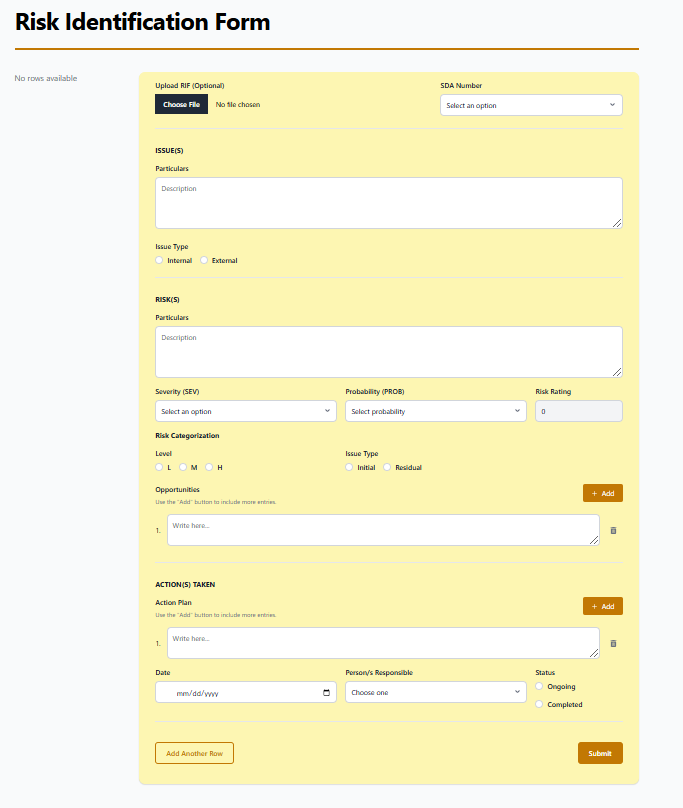 Risk Identification Form
No rows available
Upload RIF (Optional) SDA Number
Choose File No file chosen Select an option
ISSUE(S)
Particulars
Description
Issue Type
Internal External
RISK(S)
Particulars
Description
Severity (SEV) Probability (PROB) Risk Rating
Select an option Select probability 0
Risk Categorization
Level Issue Type
L M H Initial Residual
Opportunities + Add
Use the "Add" button to include more entries.
1. Write here...
ACTION(S) TAKEN
Action Plan + Add
Use the "Add" button to include more entries.
1. Write here...
Date Person/s Responsible Status
mm/dd/yyyy Choose one Ongoing
Completed
Add Another Row Submit